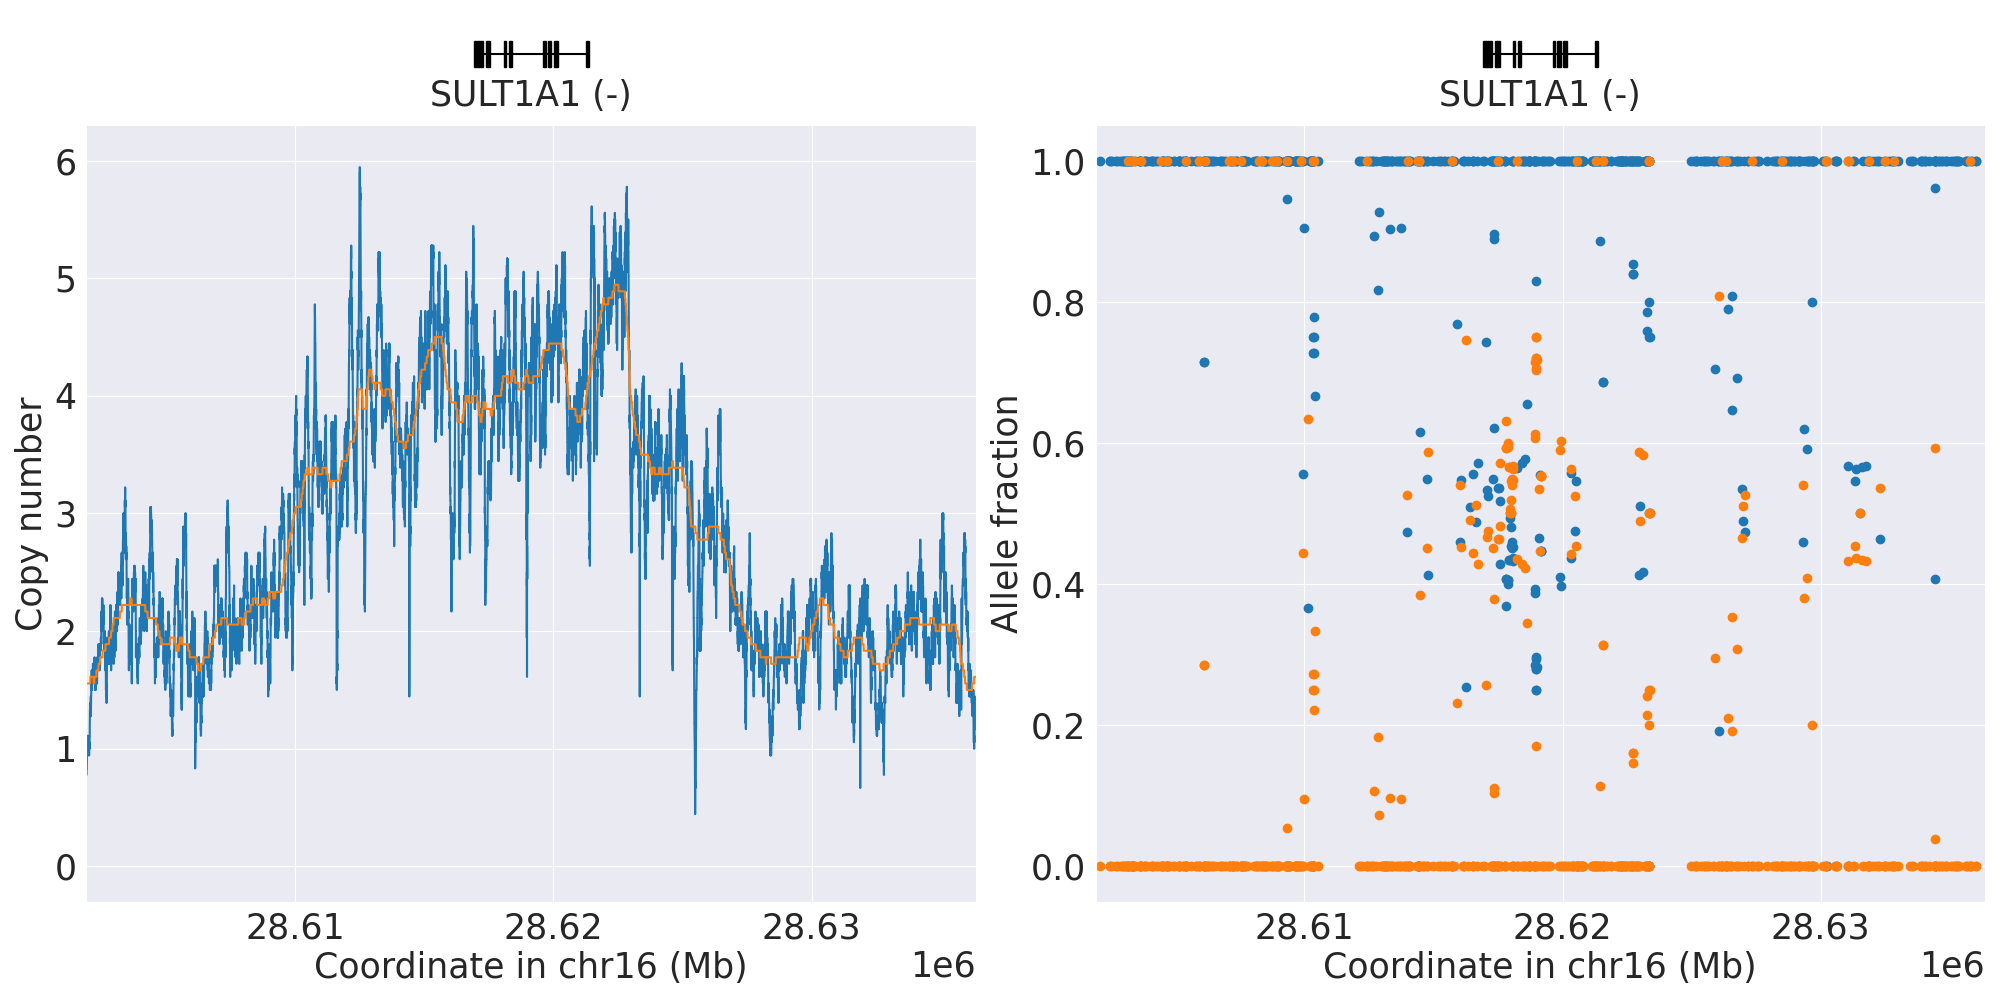 SULT1A1 (-)
Copy number
6
5
4
3
2
1
0
28.61
28.62
28.63
Coordinate in chr16 (Mb)
1e6
SULT1A1 (-)
Allele fraction
1.0
0.8
0.6
0.4
0.2
0.0
28.61
28.62
28.63
Coordinate in chr16 (Mb)
1e6